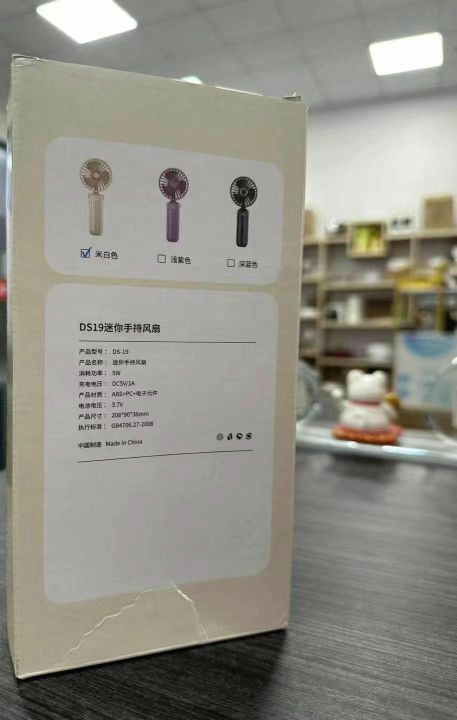 米白色
浅紫色
深蓝色
DS19迷你手持风扇
产品型号： DS-19
产品名称： 迷你手持风扇
消耗功率： 5W
充电电压： DC5V/1A
产品材质： ABS+PC+电子元件
电池电压： 3.7V
产品尺寸： 208*90*36mm
执行标准： GB4706.27-2008
中国制造 Made in China